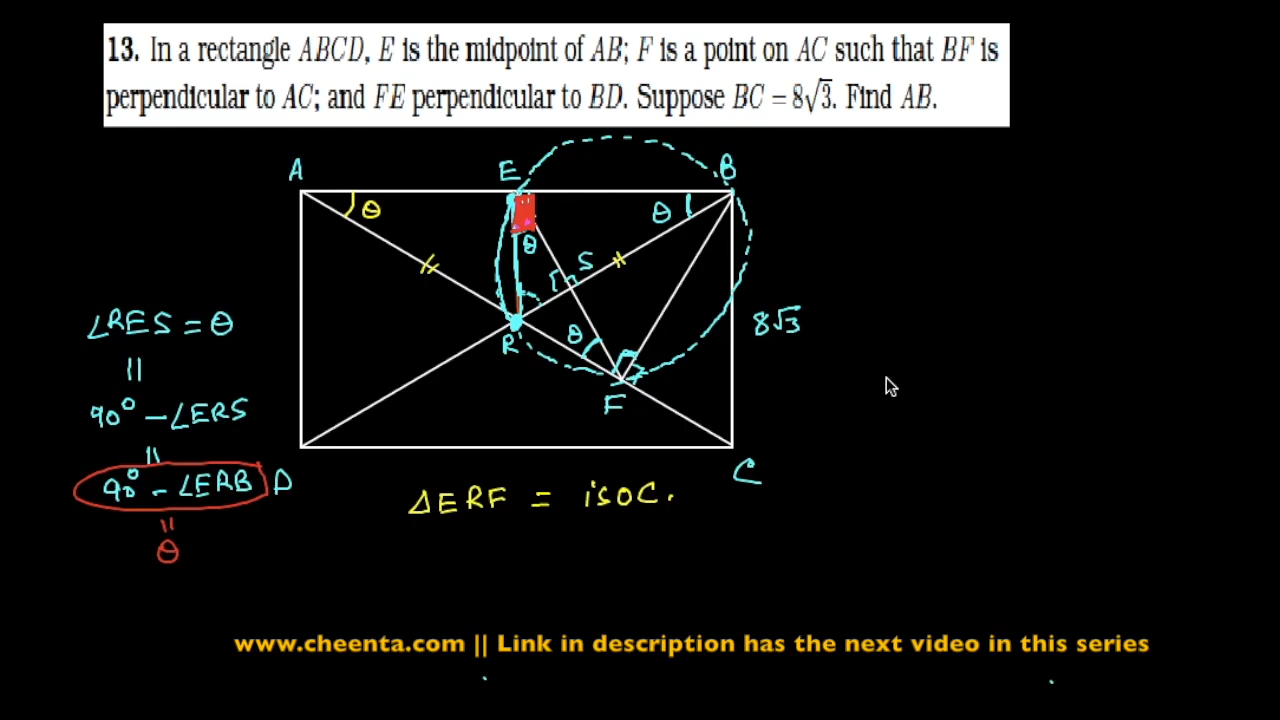 13. In a rectangle ABCD, E is the midpoint of AB; F is a point on AC such that BF is
perpendicular to AC; and FE perpendicular to BD. Suppose BC = 8√3. Find AB.
A
E
B
θ
θ
θ
S
∠RES = θ
||
90° − ∠ERS
||
90° − ∠ERB
||
θ
R
θ
8√3
F
D
C
ΔERF = isoc.
www.cheenta.com || Link in description has the next video in this series